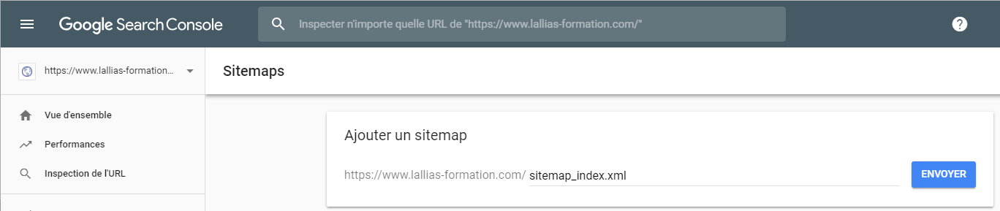 Google Search Console
Inspecter n'importe quelle URL de "https://www.lallias-formation.com/"
https://www.lallias-formation...
Sitemaps
Vue d'ensemble
Performances
Inspection de l'URL
Ajouter un sitemap
https://www.lallias-formation.com/ sitemap_index.xml
ENVOYER